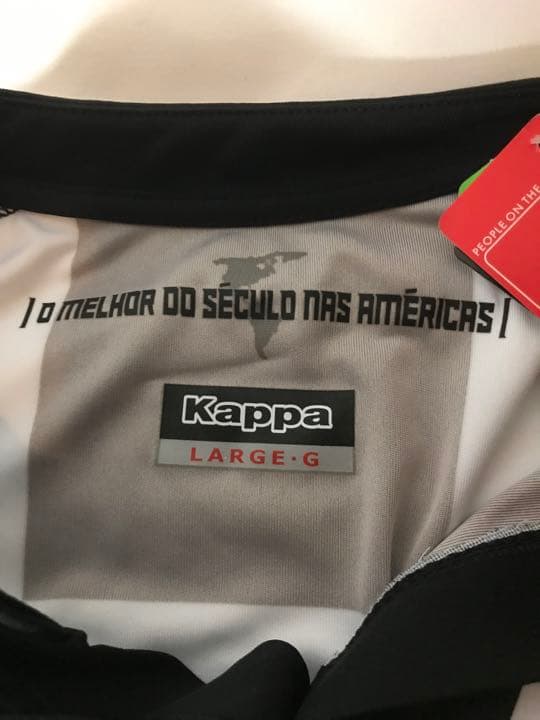 PEOPLE ON THE
| O MELHOR DO SÉCULO NAS AMÉRICAS |
Kappa
LARGE·G